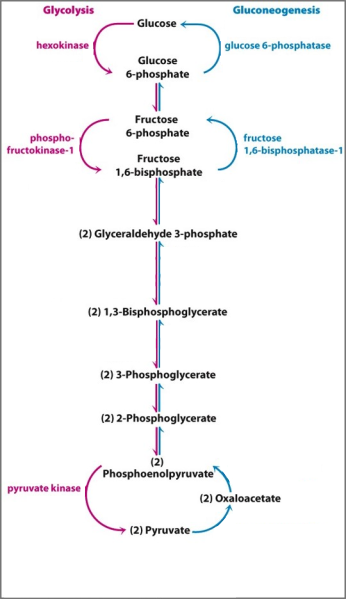 Glycolysis
Gluconeogenesis
Glucose
hexokinase
glucose 6-phosphatase
Glucose
6-phosphate
Fructose
6-phosphate
phospho-
fructokinase-1
fructose
1,6-bisphosphatase-1
Fructose
1,6-bisphosphate
(2) Glyceraldehyde 3-phosphate
(2) 1,3-Bisphosphoglycerate
(2) 3-Phosphoglycerate
(2) 2-Phosphoglycerate
(2)
Phosphoenolpyruvate
pyruvate kinase
(2) Oxaloacetate
(2) Pyruvate